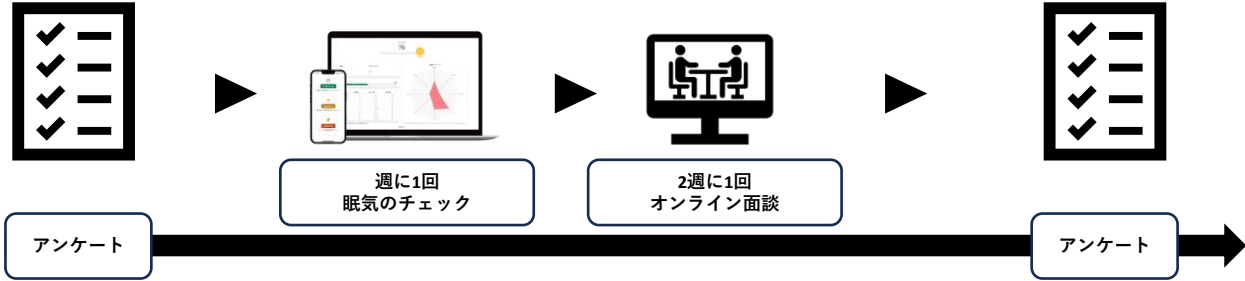 週に1回
眠気のチェック
2週に1回
オンライン面談
アンケート
アンケート